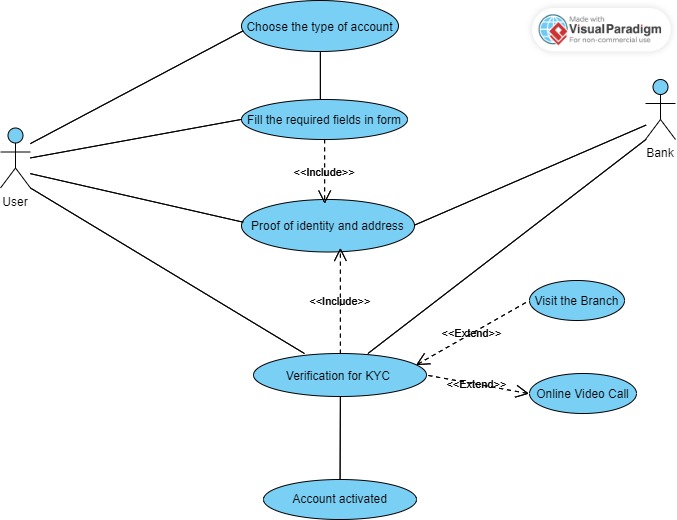 Choose the type of account
Made with
VisualParadigm
For non-commercial use
Fill the required fields in form
Bank
<<Include>>
User
Proof of identity and address
<<Include>>
Visit the Branch
<<Extend>>
Verification for KYC
<<Extend>>
Online Video Call
Account activated